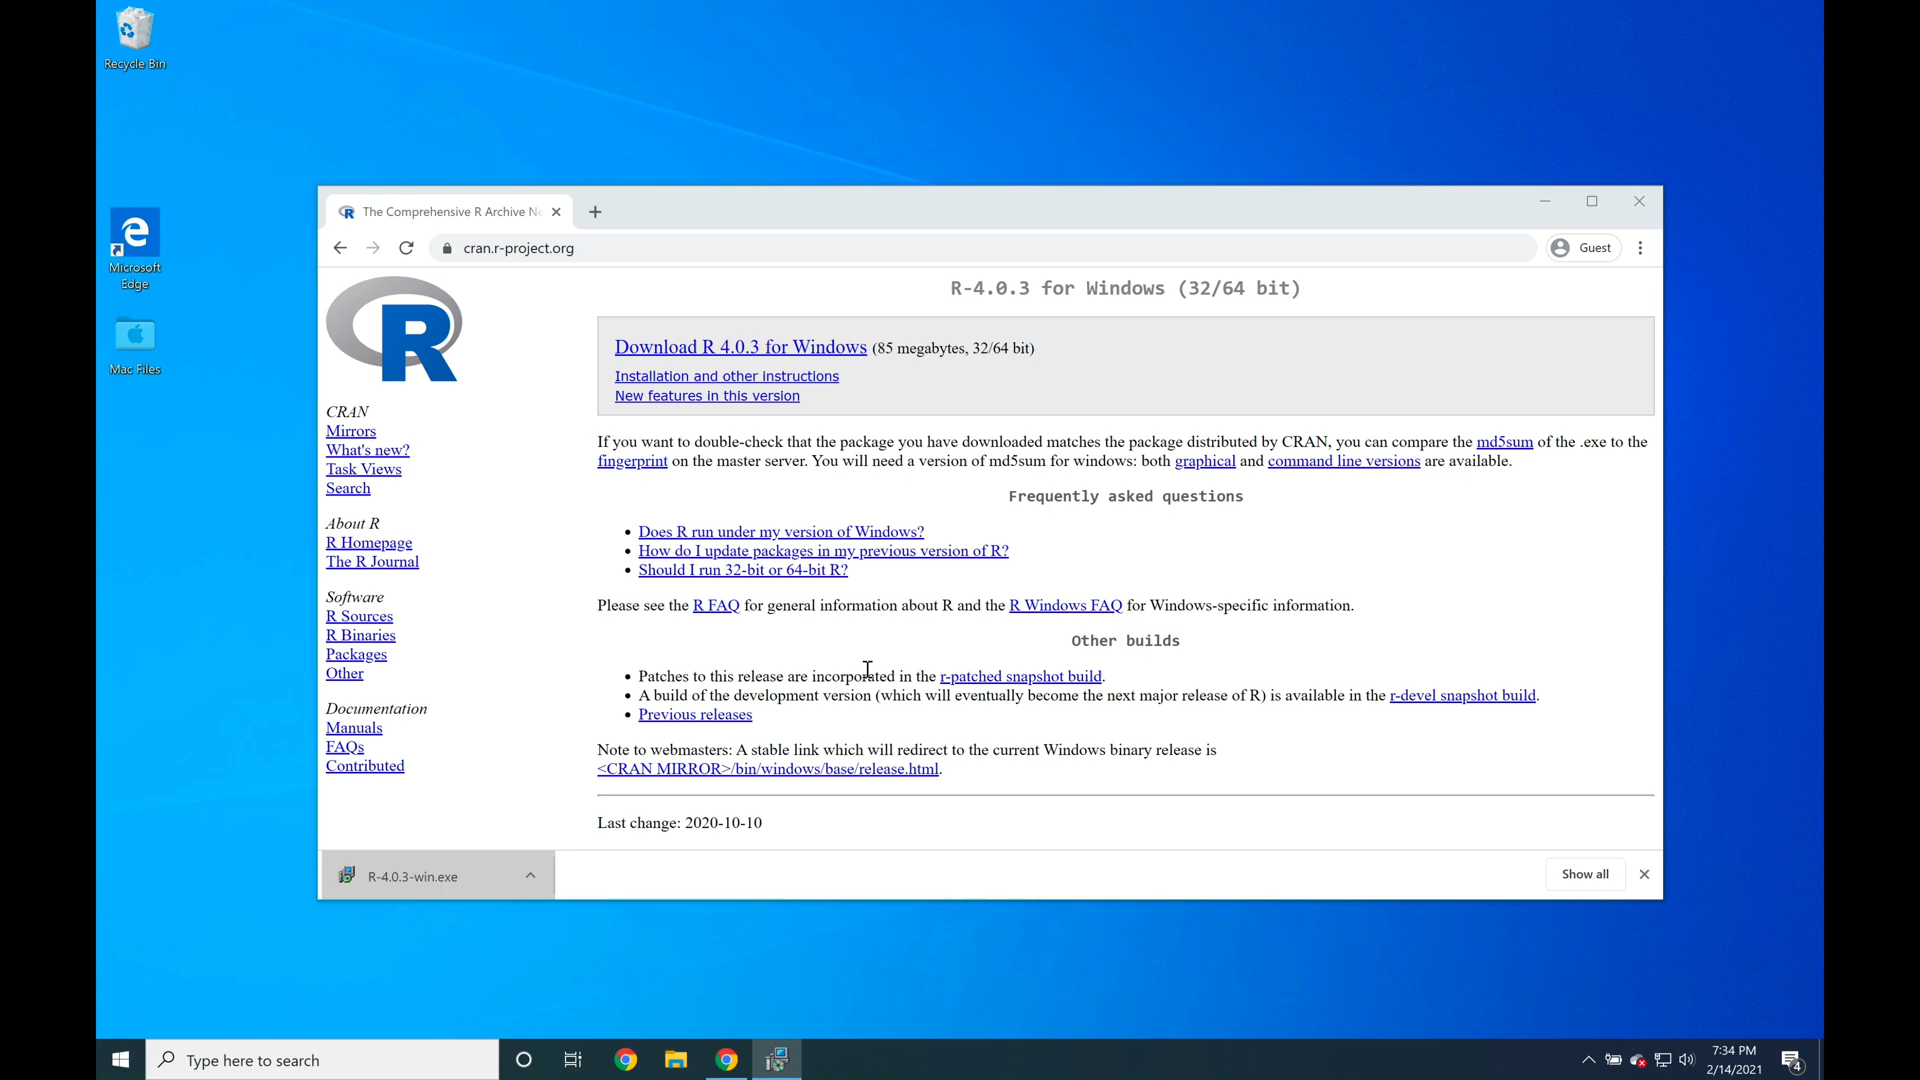 Recycle Bin
Microsoft
Edge
Mac Files
The Comprehensive R Archive Ne
cran.r-project.org
Guest
R
CRAN
Mirrors
What's new?
Task Views
Search
About R
R Homepage
The R Journal
Software
R Sources
R Binaries
Packages
Other
Documentation
Manuals
FAQs
Contributed
R-4.0.3 for Windows (32/64 bit)
Download R 4.0.3 for Windows (85 megabytes, 32/64 bit)
Installation and other instructions
New features in this version
If you want to double-check that the package you have downloaded matches the package distributed by CRAN, you can compare the md5sum of the .exe to the
fingerprint on the master server. You will need a version of md5sum for windows: both graphical and command line versions are available.
Frequently asked questions
• Does R run under my version of Windows?
• How do I update packages in my previous version of R?
• Should I run 32-bit or 64-bit R?
Please see the R FAQ for general information about R and the R Windows FAQ for Windows-specific information.
Other builds
• Patches to this release are incorporated in the r-patched snapshot build.
• A build of the development version (which will eventually become the next major release of R) is available in the r-devel snapshot build.
• Previous releases
Note to webmasters: A stable link which will redirect to the current Windows binary release is
<CRAN MIRROR>/bin/windows/base/release.html.
Last change: 2020-10-10
R-4.0.3-win.exe
Show all
Type here to search
7:34 PM
2/14/2021
4